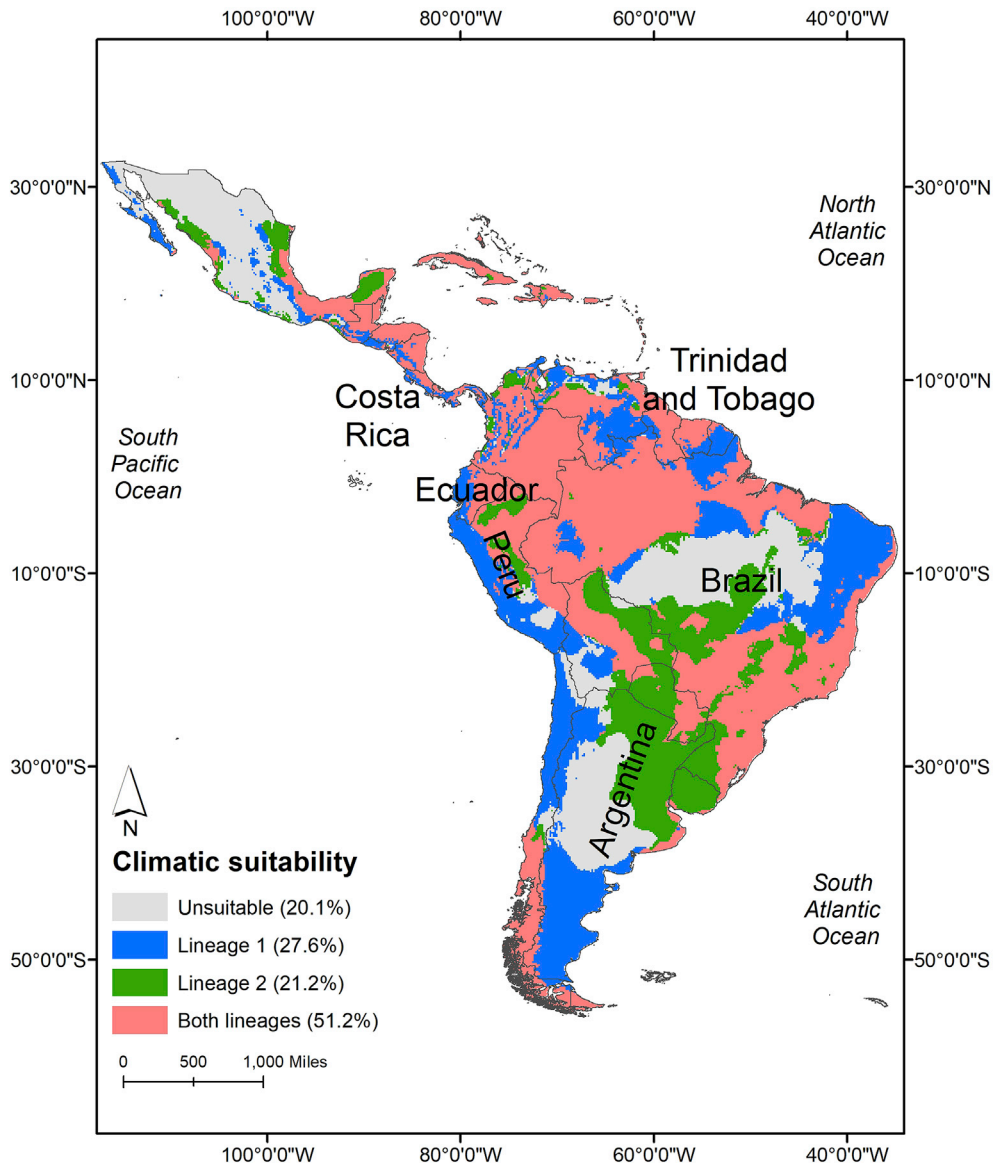 100°0'0"W 80°0'0"W 60°0'0"W 40°0'0"W
30°0'0"N 30°0'0"N
North
Atlantic
Ocean
10°0'0"N 10°0'0"N
Trinidad
and Tobago
Costa
Rica
South
Pacific
Ocean
Ecuador
Peru
Brazil
10°0'0"S 10°0'0"S
Argentina
30°0'0"S 30°0'0"S
N
South
Atlantic
Ocean
50°0'0"S 50°0'0"S
Climatic suitability
Unsuitable (20.1%)
Lineage 1 (27.6%)
Lineage 2 (21.2%)
Both lineages (51.2%)
0 500 1,000 Miles
100°0'0"W 80°0'0"W 60°0'0"W 40°0'0"W